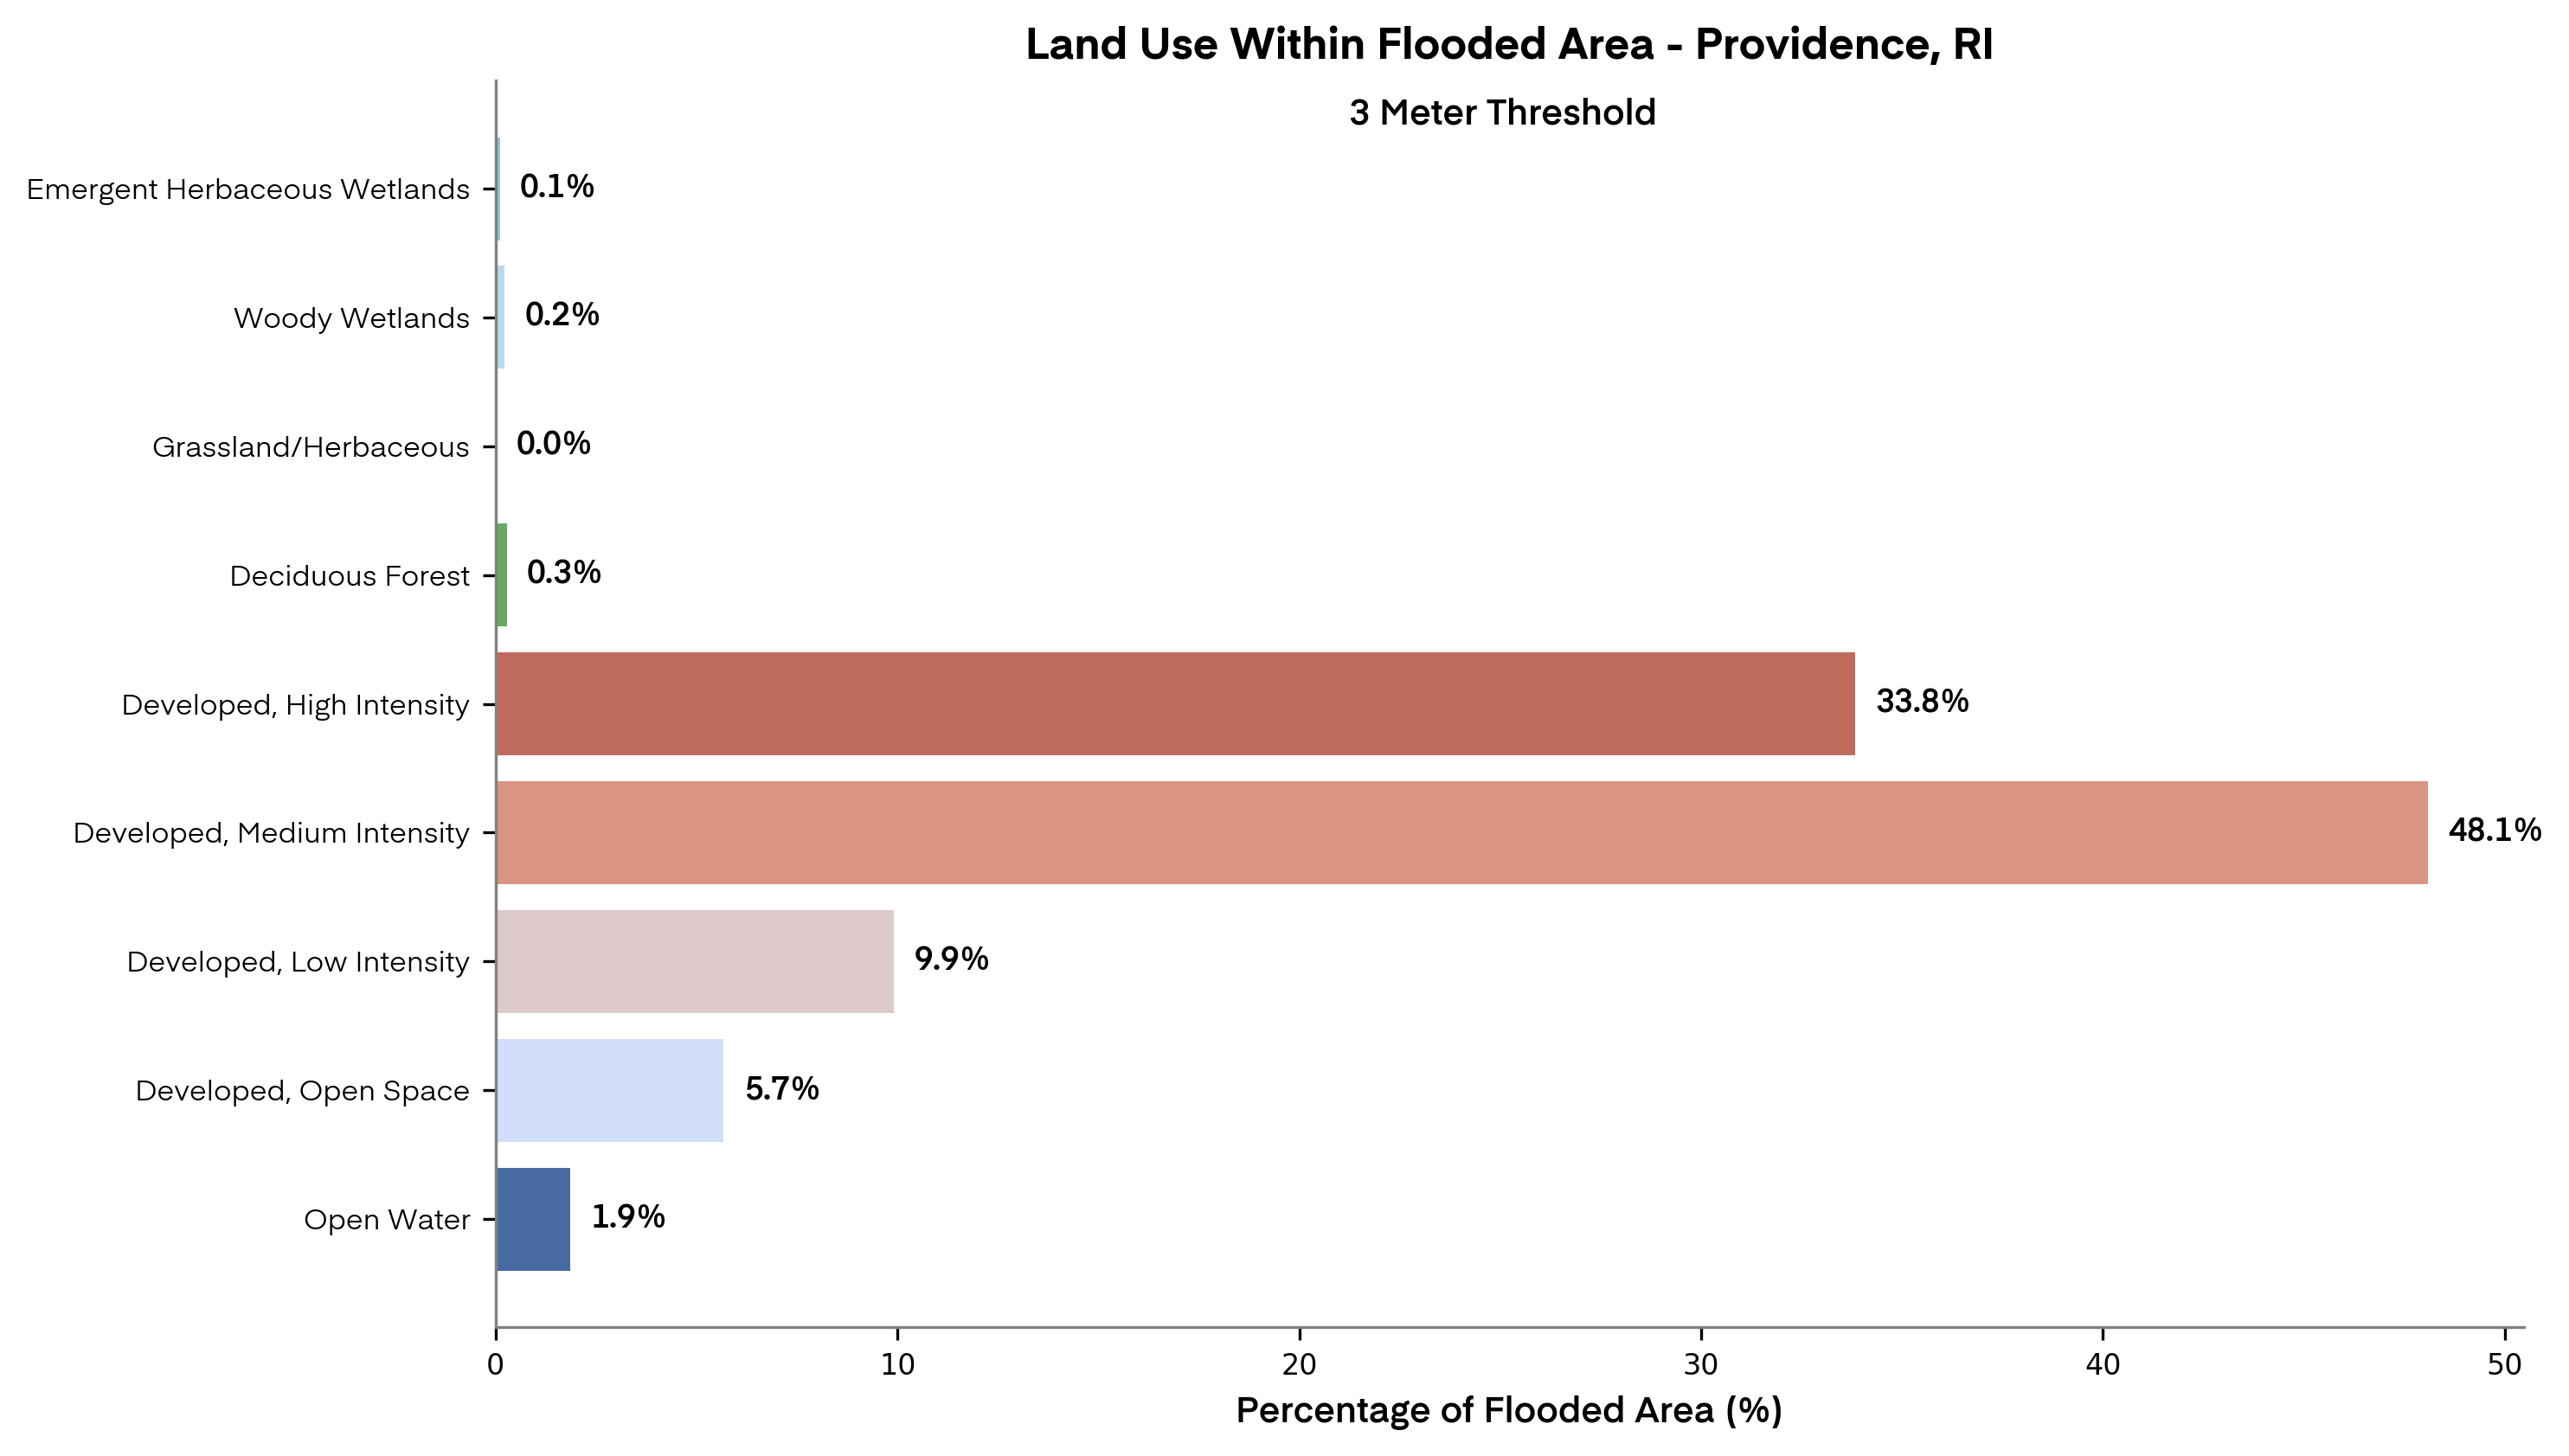 Land Use Within Flooded Area - Providence, RI
3 Meter Threshold
Emergent Herbaceous Wetlands 0.1%
Woody Wetlands 0.2%
Grassland/Herbaceous 0.0%
Deciduous Forest 0.3%
Developed, High Intensity 33.8%
Developed, Medium Intensity 48.1%
Developed, Low Intensity 9.9%
Developed, Open Space 5.7%
Open Water 1.9%
0 10 20 30 40 50
Percentage of Flooded Area (%)